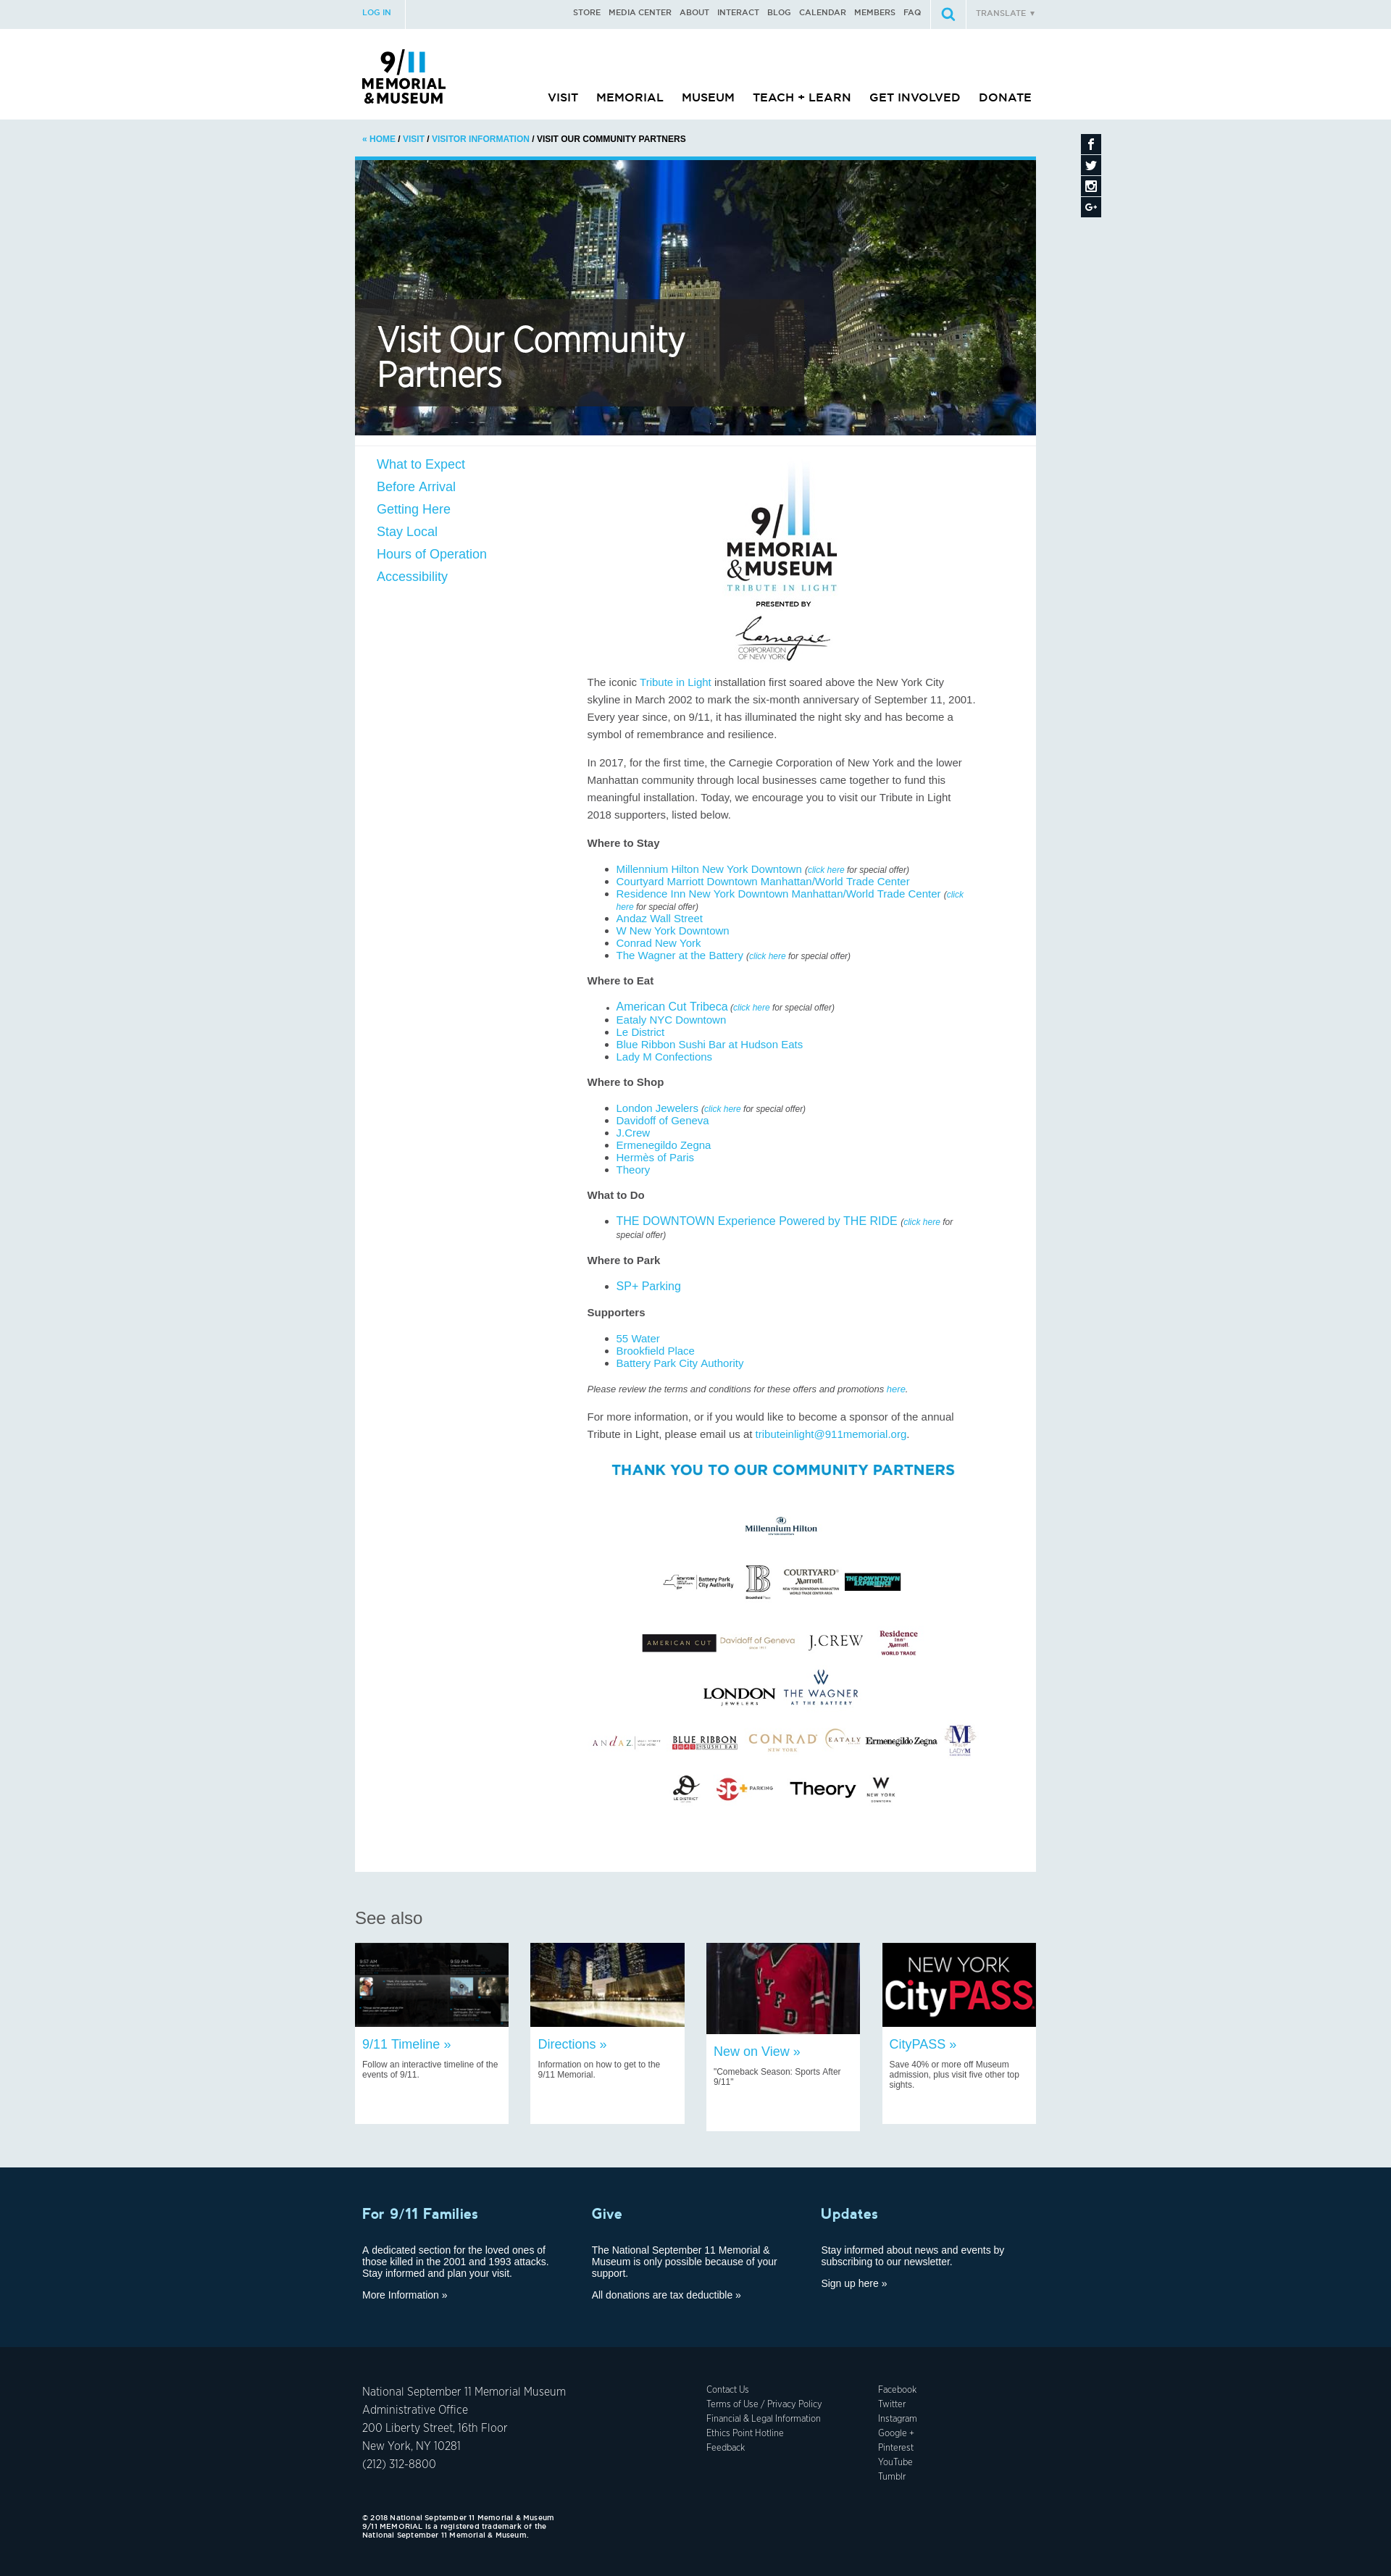 LOG IN
STORE MEDIA CENTER ABOUT INTERACT BLOG CALENDAR MEMBERS FAQ
TRANSLATE ▼
9/11
MEMORIAL
&MUSEUM
VISIT MEMORIAL MUSEUM TEACH + LEARN GET INVOLVED DONATE
« HOME / VISIT / VISITOR INFORMATION / VISIT OUR COMMUNITY PARTNERS
Visit Our Community
Partners
What to Expect
Before Arrival
Getting Here
Stay Local
Hours of Operation
Accessibility
9/11
MEMORIAL
&MUSEUM
TRIBUTE IN LIGHT
PRESENTED BY
Carnegie
CORPORATION
OF NEW YORK
The iconic Tribute in Light installation first soared above the New York City
skyline in March 2002 to mark the six-month anniversary of September 11, 2001.
Every year since, on 9/11, it has illuminated the night sky and has become a
symbol of remembrance and resilience.
In 2017, for the first time, the Carnegie Corporation of New York and the lower
Manhattan community through local businesses came together to fund this
meaningful installation. Today, we encourage you to visit our Tribute in Light
2018 supporters, listed below.
Where to Stay
• Millennium Hilton New York Downtown (click here for special offer)
• Courtyard Marriott Downtown Manhattan/World Trade Center
• Residence Inn New York Downtown Manhattan/World Trade Center (click
here for special offer)
• Andaz Wall Street
• W New York Downtown
• Conrad New York
• The Wagner at the Battery (click here for special offer)
Where to Eat
• American Cut Tribeca (click here for special offer)
• Eataly NYC Downtown
• Le District
• Blue Ribbon Sushi Bar at Hudson Eats
• Lady M Confections
Where to Shop
• London Jewelers (click here for special offer)
• Davidoff of Geneva
• J.Crew
• Ermenegildo Zegna
• Hermès of Paris
• Theory
What to Do
• THE DOWNTOWN Experience Powered by THE RIDE (click here for
special offer)
Where to Park
• SP+ Parking
Supporters
• 55 Water
• Brookfield Place
• Battery Park City Authority
Please review the terms and conditions for these offers and promotions here.
For more information, or if you would like to become a sponsor of the annual
Tribute in Light, please email us at tributeinlight@911memorial.org.
THANK YOU TO OUR COMMUNITY PARTNERS
Millennium Hilton
Battery Park
City Authority
B
Brookfield Place
COURTYARD
Marriott
NEW YORK DOWNTOWN MANHATTAN
WORLD TRADE CENTER AREA
THE DOWNTOWN
EXPERIENCE
AMERICAN CUT
Davidoff of Geneva
J.CREW
Residence
Inn
Marriott
WORLD TRADE
LONDON
JEWELERS
W
THE WAGNER
AT THE BATTERY
ANdAZ
BLUE RIBBON
SUSHI BAR
CONRAD
NEW YORK
EATALY
Ermenegildo Zegna
M
LADY M
LE DISTRICT
SP+ PARKING
Theory
W
NEW YORK
DOWNTOWN
See also
9:57 AM
9:59 AM
NYFD
NEW YORK
CityPASS
9/11 Timeline »
Follow an interactive timeline of the
events of 9/11.
Directions »
Information on how to get to the
9/11 Memorial.
New on View »
"Comeback Season: Sports After
9/11"
CityPASS »
Save 40% or more off Museum
admission, plus visit five other top
sights.
For 9/11 Families
A dedicated section for the loved ones of
those killed in the 2001 and 1993 attacks.
Stay informed and plan your visit.
More Information »
Give
The National September 11 Memorial &
Museum is only possible because of your
support.
All donations are tax deductible »
Updates
Stay informed about news and events by
subscribing to our newsletter.
Sign up here »
National September 11 Memorial Museum
Administrative Office
200 Liberty Street, 16th Floor
New York, NY 10281
(212) 312-8800
Contact Us
Terms of Use / Privacy Policy
Financial & Legal Information
Ethics Point Hotline
Feedback
Facebook
Twitter
Instagram
Google +
Pinterest
YouTube
Tumblr
© 2018 National September 11 Memorial & Museum
9/11 MEMORIAL is a registered trademark of the
National September 11 Memorial & Museum.